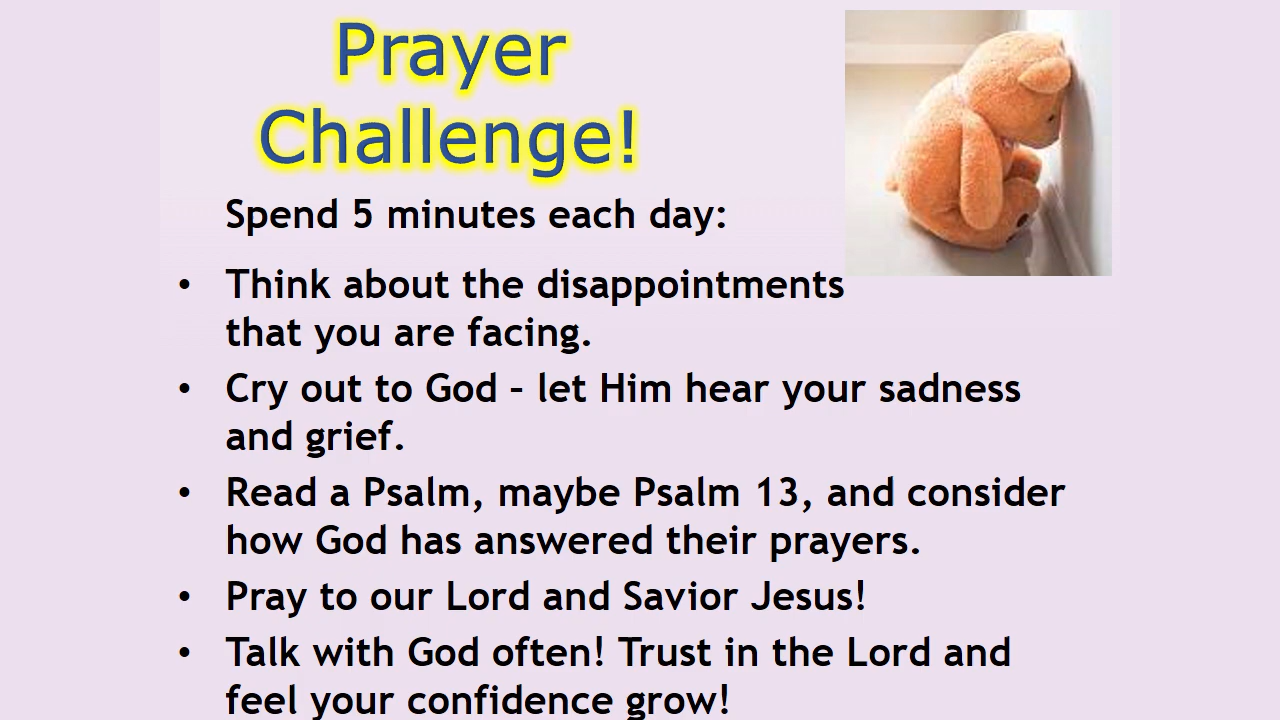 Prayer
Challenge!
Spend 5 minutes each day:
• Think about the disappointments
that you are facing.
• Cry out to God – let Him hear your sadness
and grief.
• Read a Psalm, maybe Psalm 13, and consider
how God has answered their prayers.
• Pray to our Lord and Savior Jesus!
• Talk with God often! Trust in the Lord and
feel your confidence grow!